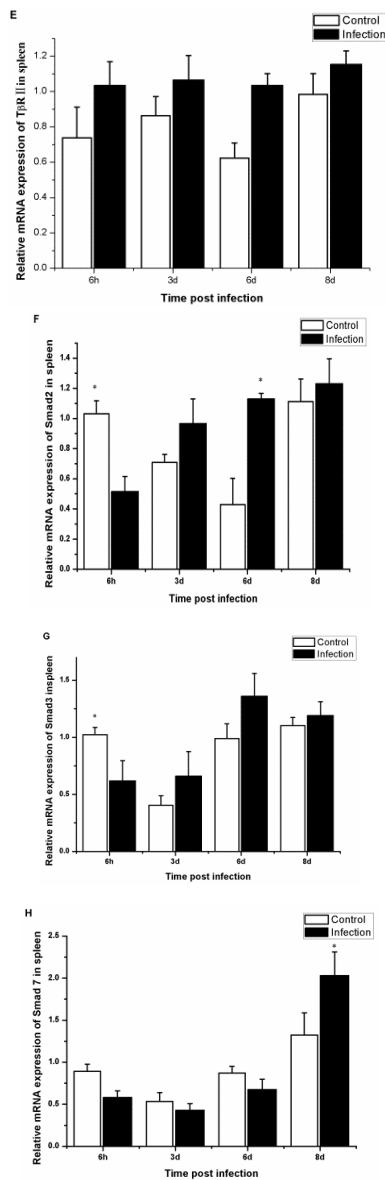 E
Control
Infection
Relative mRNA expression of TβR II in spleen
1.2
1.0
0.8
0.6
0.4
0.2
0.0
6h 3d 6d 8d
Time post infection
F
Control
Infection
Relative mRNA expression of Smad2 in spleen
1.4
1.2
1.0
0.8
0.6
0.4
0.2
0.0
* *
6h 3d 6d 8d
Time post infection
G
Control
Infection
Relative mRNA expression of Smad3 inspleen
1.5
1.0
0.5
0.0
*
6h 3d 6d 8d
Time post infection
H
Control
Infection
Relative mRNA expression of Smad 7 in spleen
2.5
2.0
1.5
1.0
0.5
0.0
*
6h 3d 6d 8d
Time post infection